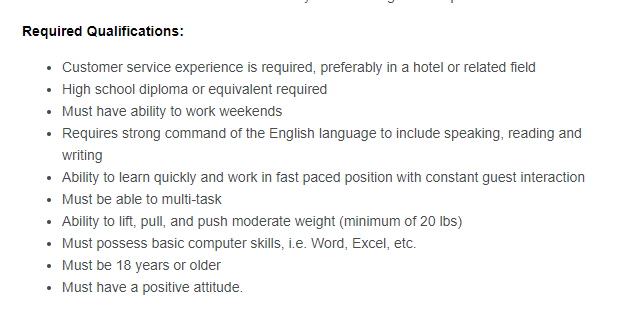 Required Qualifications:
• Customer service experience is required, preferably in a hotel or related field
• High school diploma or equivalent required
• Must have ability to work weekends
• Requires strong command of the English language to include speaking, reading and
writing
• Ability to learn quickly and work in fast paced position with constant guest interaction
• Must be able to multi-task
• Ability to lift, pull, and push moderate weight (minimum of 20 lbs)
• Must possess basic computer skills, i.e. Word, Excel, etc.
• Must be 18 years or older
• Must have a positive attitude.